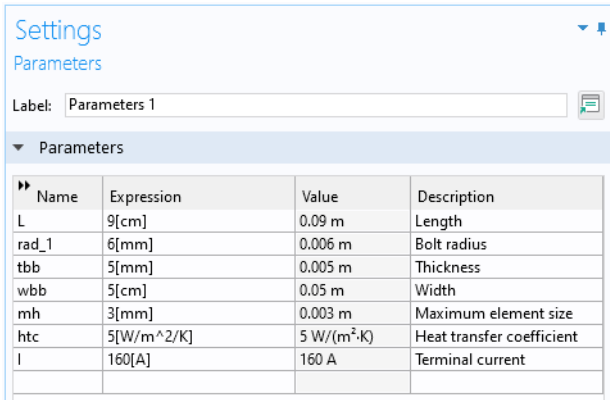 Settings
Parameters
Label: Parameters 1
Parameters
Name Expression Value Description
L 9[cm] 0.09 m Length
rad_1 6[mm] 0.006 m Bolt radius
tbb 5[mm] 0.005 m Thickness
wbb 5[cm] 0.05 m Width
mh 3[mm] 0.003 m Maximum element size
htc 5[W/m^2/K] 5 W/(m²·K) Heat transfer coefficient
I 160[A] 160 A Terminal current